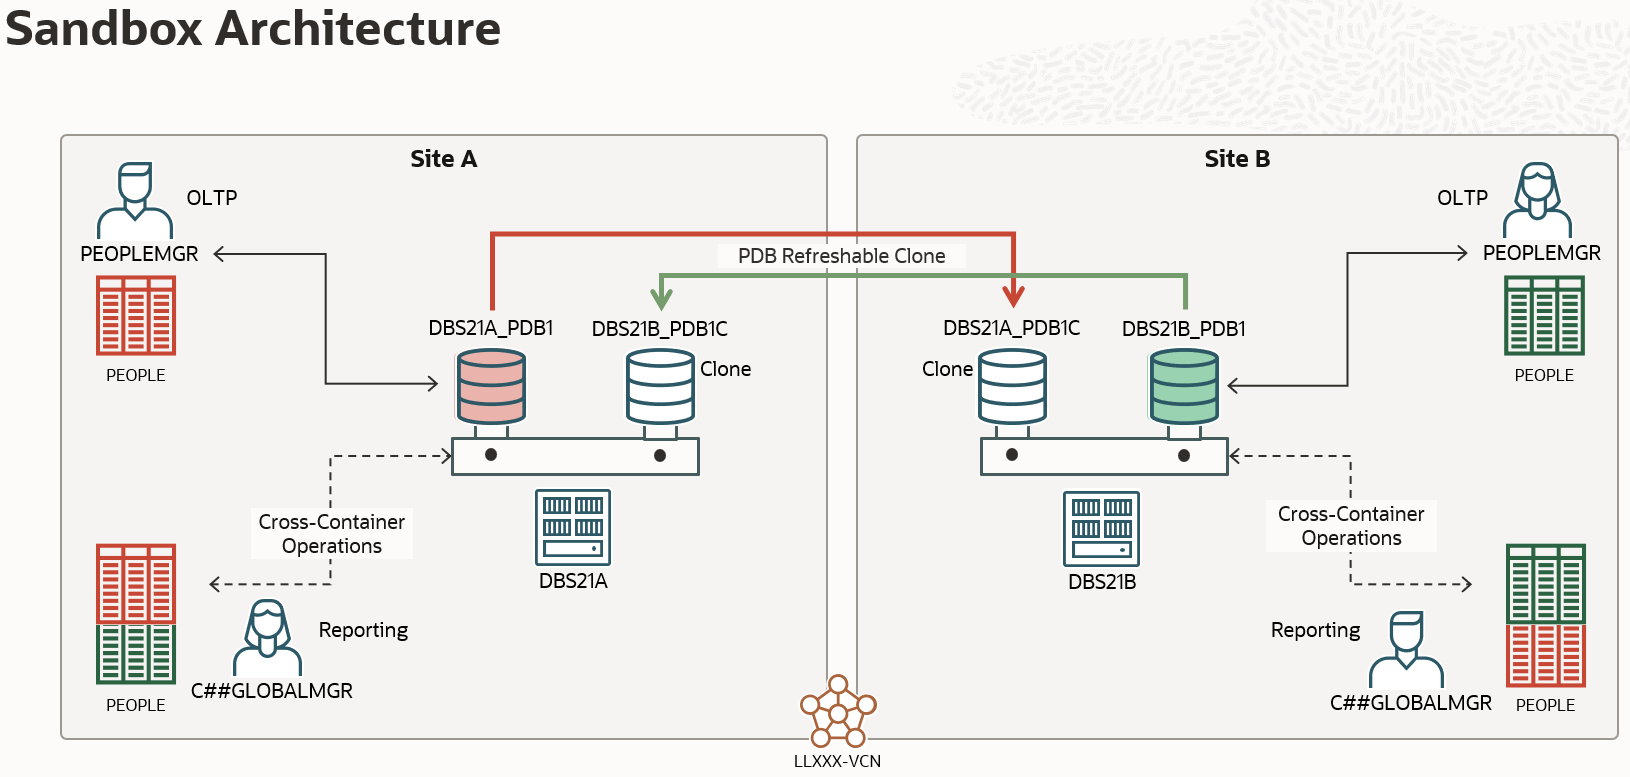 Sandbox Architecture
Site A
OLTP
PEOPLEMGR
PEOPLE
DBS21A_PDB1
DBS21B_PDB1C
Clone
Cross-Container
Operations
DBS21A
Reporting
C##GLOBALMGR
PEOPLE
PDB Refreshable Clone
Site B
OLTP
PEOPLEMGR
PEOPLE
DBS21A_PDB1C
DBS21B_PDB1
Clone
Cross-Container
Operations
DBS21B
Reporting
C##GLOBALMGR
PEOPLE
LLXXX-VCN